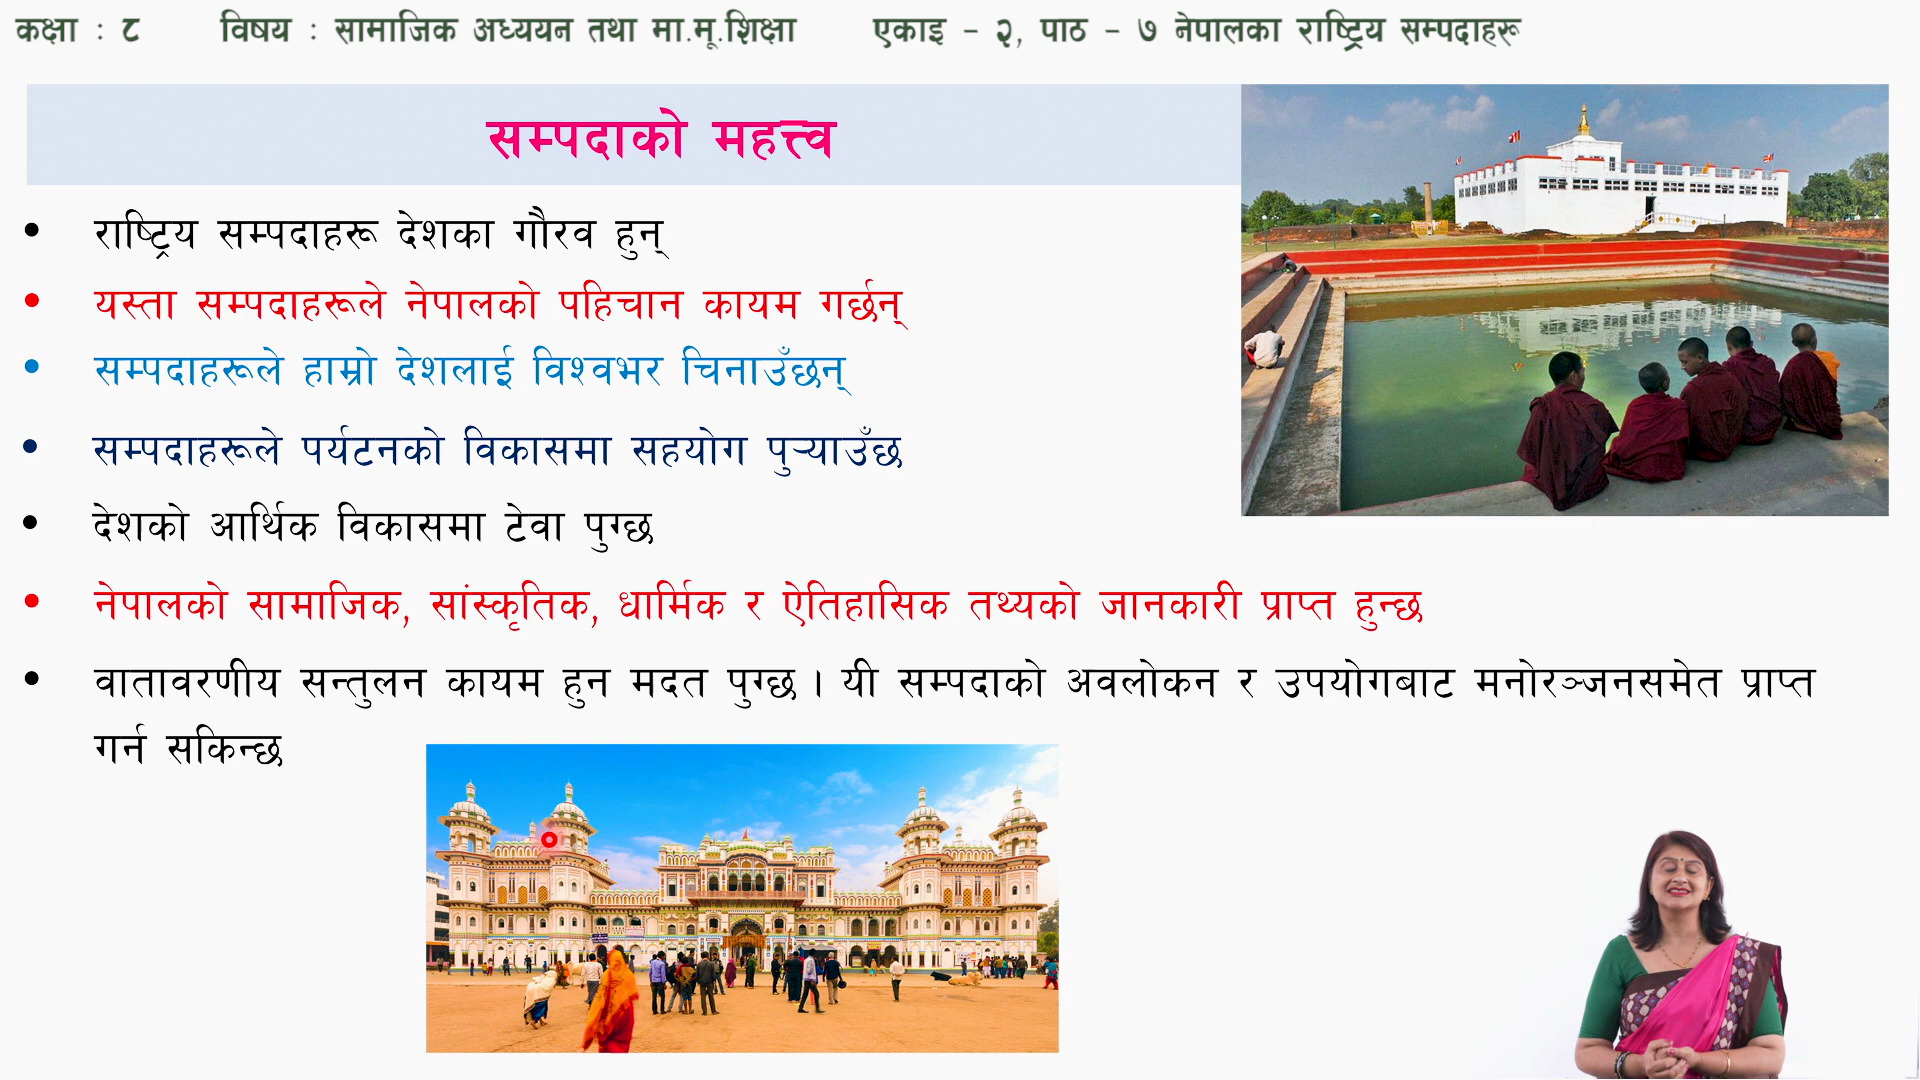 कक्षा : ८ विषय : सामाजिक अध्ययन तथा मा.मू.शिक्षा एकाइ - २, पाठ - ७ नेपालका राष्ट्रिय सम्पदाहरू
सम्पदाको महत्त्व
• राष्ट्रिय सम्पदाहरू देशका गौरव हुन्
• यस्ता सम्पदाहरूले नेपालको पहिचान कायम गर्छन्
• सम्पदाहरूले हाम्रो देशलाई विश्वभर चिनाउँछन्
• सम्पदाहरूले पर्यटनको विकासमा सहयोग पुर्‍याउँछ
• देशको आर्थिक विकासमा टेवा पुग्छ
• नेपालको सामाजिक, सांस्कृतिक, धार्मिक र ऐतिहासिक तथ्यको जानकारी प्राप्त हुन्छ
• वातावरणीय सन्तुलन कायम हुन मदत पुग्छ । यी सम्पदाको अवलोकन र उपयोगबाट मनोरञ्जनसमेत प्राप्त
गर्न सकिन्छ